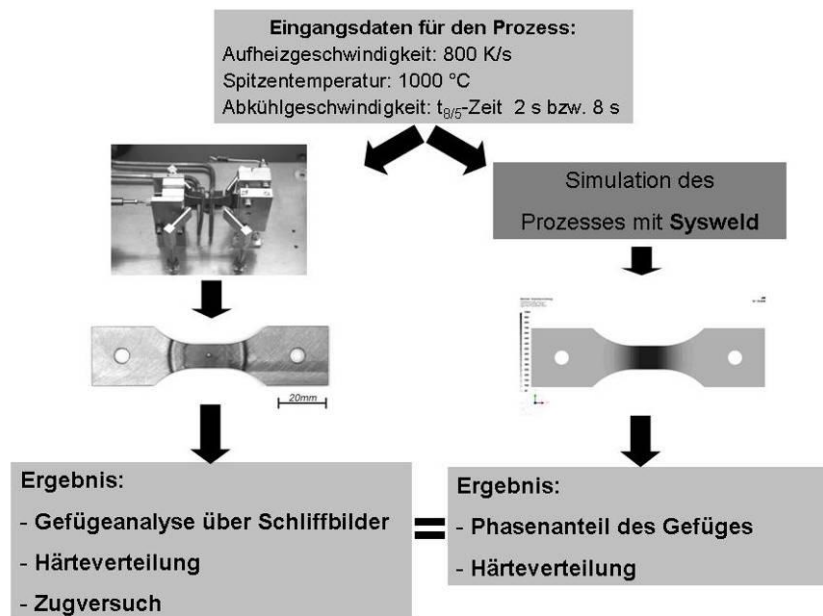 Eingangsdaten für den Prozess:
Aufheizgeschwindigkeit: 800 K/s
Spitzentemperatur: 1000 °C
Abkühlgeschwindigkeit: t8/5-Zeit 2 s bzw. 8 s
Simulation des
Prozesses mit Sysweld
20mm
Ergebnis:
- Gefügeanalyse über Schliffbilder
- Härteverteilung
- Zugversuch
=
Ergebnis:
- Phasenanteil des Gefüges
- Härteverteilung